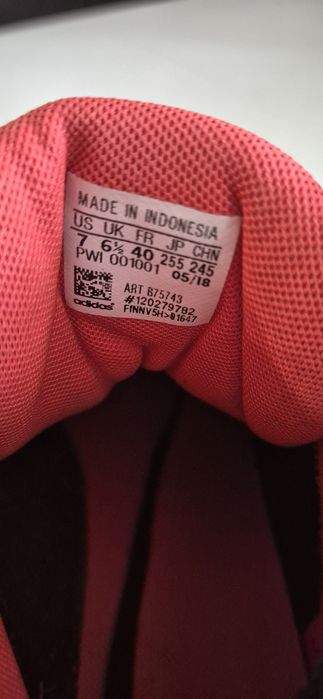 MADE IN INDONESIA
US UK FR JP CHN
7 6½ 40 255 245
PWI 001001 05/18
ART B75743
#120279782
adidas FINNV5H>81647